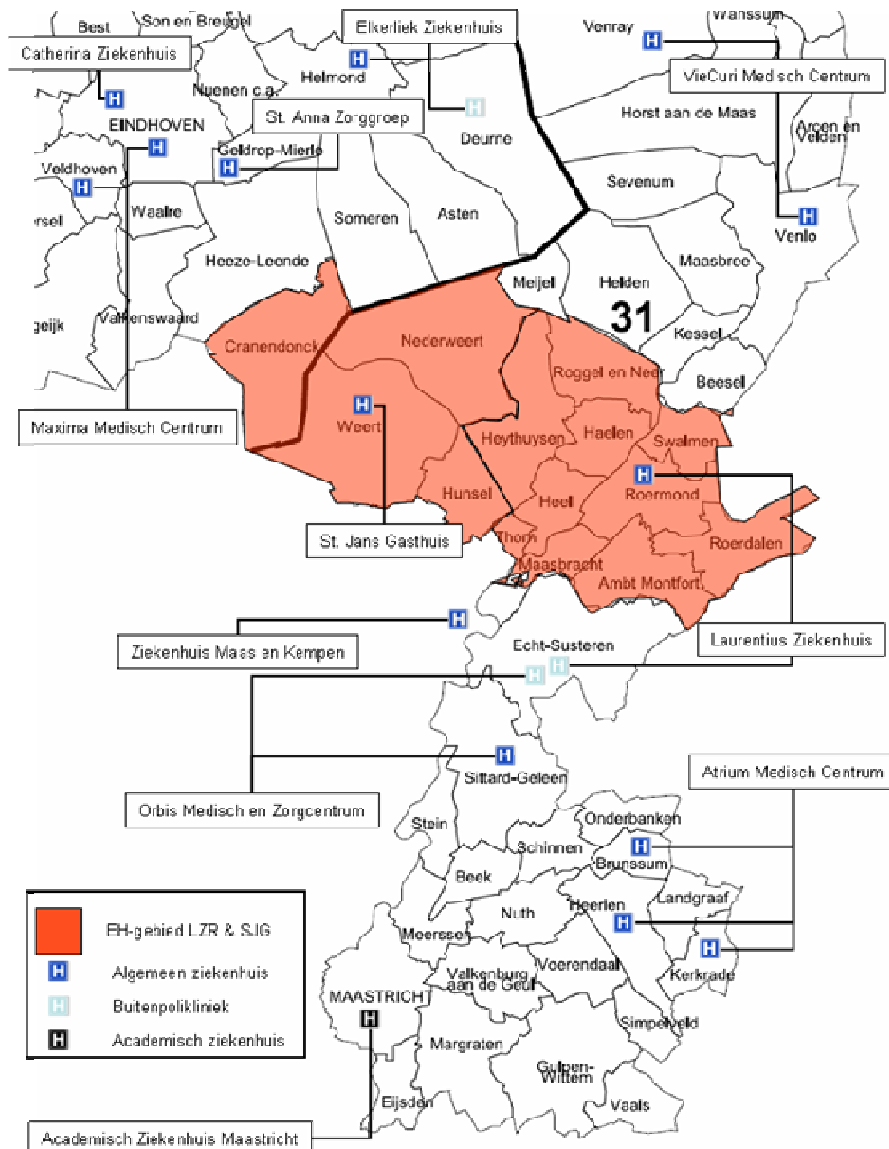 Best
Son en Breugel
Catherina Ziekenhuis
Elkerliek Ziekenhuis
Venray
Wanssum
VieCuri Medisch Centrum
Helmond
Nuenen c.a.
St. Anna Zorggroep
EINDHOVEN
Geldrop-Mierlo
Deurne
Horst aan de Maas
Arcen en
Velden
Veldhoven
Sevenum
ersel
Waalre
Someren
Asten
Venlo
Heeze-Leende
Maasbree
Meijel
Helden
31
geijk
Valkenswaard
Kessel
Cranendonck
Nederweert
Roggel en Neer
Beesel
Maxima Medisch Centrum
H
Weert
Heythuysen
Haelen
Swalmen
Hunsel
Heel
H
Roermond
St. Jans Gasthuis
Thorn
Maasbracht
Roerdalen
Ambt Montfort
Ziekenhuis Maas en Kempen
H
Echt-Susteren
Laurentius Ziekenhuis
H
H
H
Sittard-Geleen
Atrium Medisch Centrum
Orbis Medisch en Zorgcentrum
Stein
Onderbanken
Schinnen
H
Brunssum
Beek
Landgraaf
Nuth
Heerlen
H
EH-gebied LZR & SJG
Meerssen
H
Kerkrade
H Algemeen ziekenhuis
Valkenburg
aan de Geul
Voerendaal
H Buitenpolikliniek
MAASTRICHT
H
Simpelveld
H Academisch ziekenhuis
Margraten
Gulpen-
Wittem
Eijsden
Vaals
Academisch Ziekenhuis Maastricht